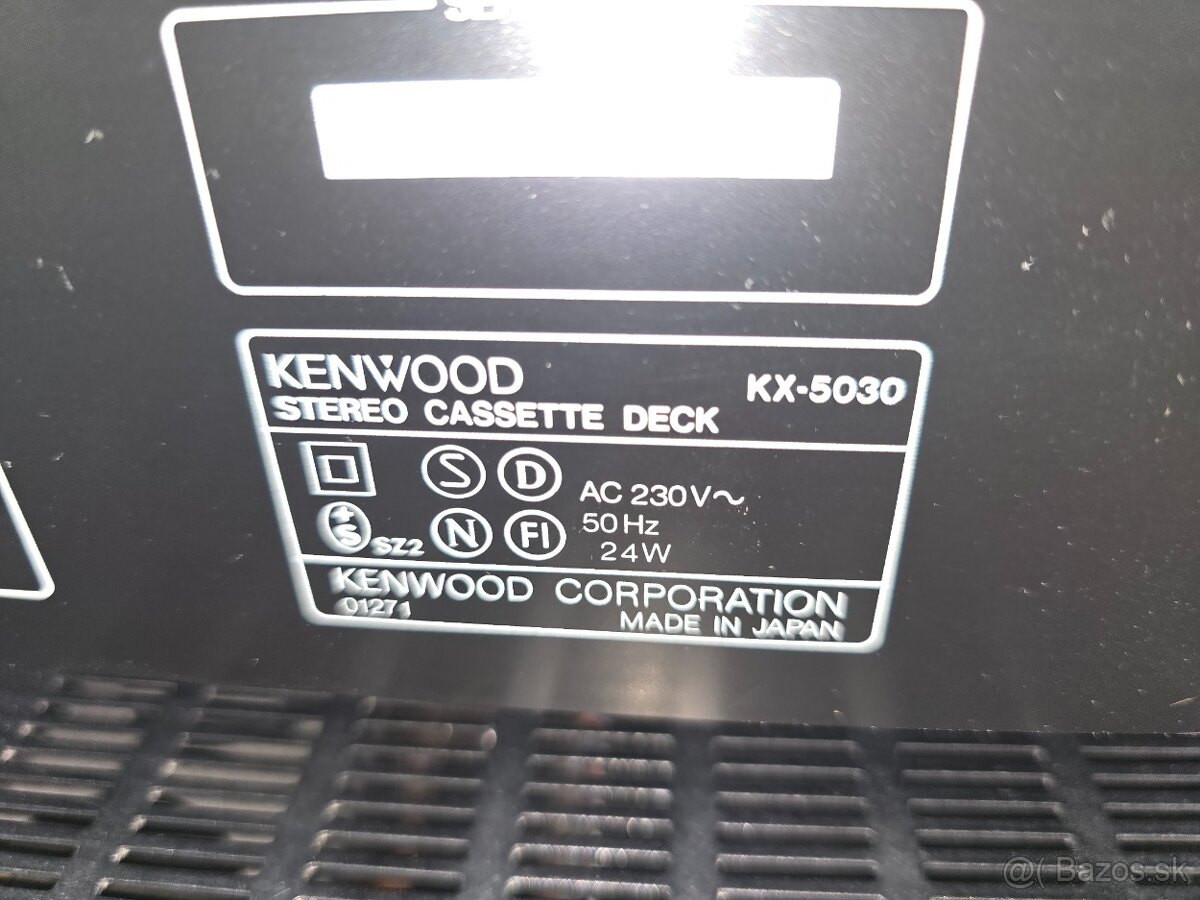 KENWOOD KX-5030
STEREO CASSETTE DECK
S D AC 230V~
50Hz
+S SZ2 N FI 24W
KENWOOD CORPORATION
01271 MADE IN JAPAN
@( Bazos.sk